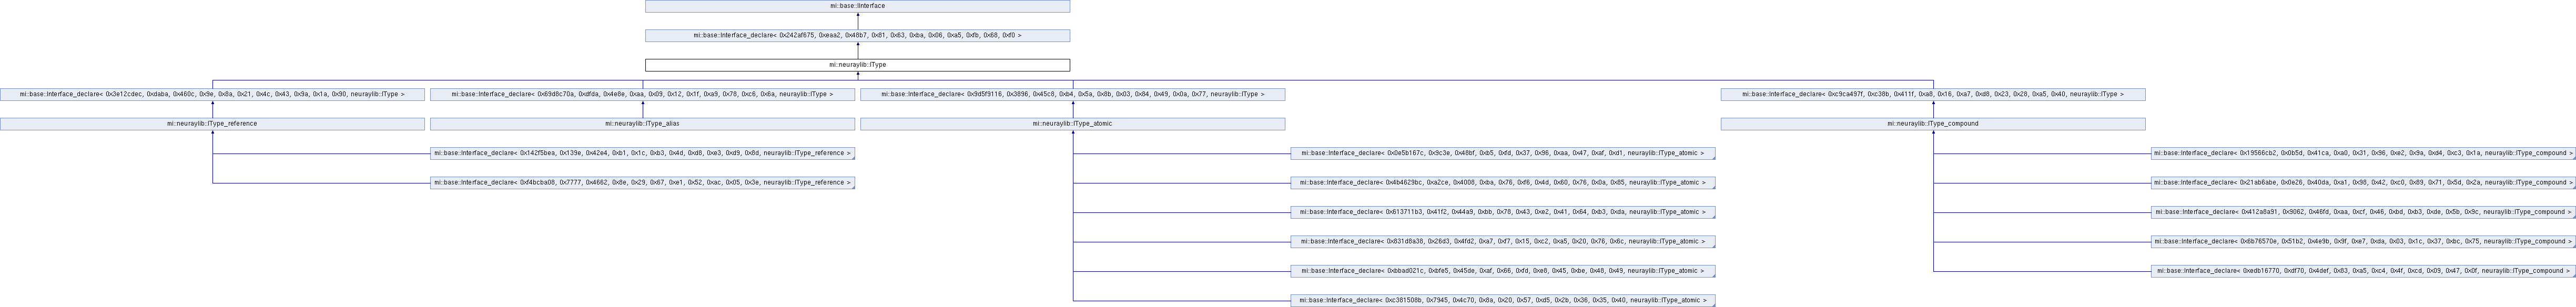 mi::base::IInterface
mi::base::Interface_declare< 0x242af675, 0xeaa2, 0x48b7, 0x81, 0x63, 0xba, 0x06, 0xa5, 0xfb, 0x68, 0xf0 >
mi::neuraylib::IType
mi::base::Interface_declare< 0x3e12cdec, 0xdaba, 0x460c, 0x9e, 0x8a, 0x21, 0x4c, 0x43, 0x9a, 0x1a, 0x90, neuraylib::IType >
mi::base::Interface_declare< 0x69d8c70a, 0xdfda, 0x4e8e, 0xaa, 0x09, 0x12, 0x1f, 0xa9, 0x78, 0xc6, 0x6a, neuraylib::IType >
mi::base::Interface_declare< 0x9d5f9116, 0x3896, 0x45c8, 0xb4, 0x5a, 0x8b, 0x03, 0x84, 0x49, 0x0a, 0x77, neuraylib::IType >
mi::base::Interface_declare< 0xc9ca497f, 0xc38b, 0x411f, 0xa8, 0x16, 0xa7, 0xd8, 0x23, 0x28, 0xa5, 0x40, neuraylib::IType >
mi::neuraylib::IType_reference
mi::neuraylib::IType_alias
mi::neuraylib::IType_atomic
mi::neuraylib::IType_compound
mi::base::Interface_declare< 0x142f5bea, 0x139e, 0x42e4, 0xb1, 0x1c, 0xb3, 0x4d, 0xd8, 0xe3, 0xd9, 0x8d, neuraylib::IType_reference >
mi::base::Interface_declare< 0x0e5b167c, 0x9c3e, 0x48bf, 0xb5, 0xfd, 0x37, 0x96, 0xaa, 0x47, 0xaf, 0xd1, neuraylib::IType_atomic >
mi::base::Interface_declare< 0x19566cb2, 0x0b5d, 0x41ca, 0xa0, 0x31, 0x96, 0xe2, 0x9a, 0xd4, 0xc3, 0x1a, neuraylib::IType_compound >
mi::base::Interface_declare< 0xf4bcba08, 0x7777, 0x4662, 0x8e, 0x29, 0x67, 0xe1, 0x52, 0xac, 0x05, 0x3e, neuraylib::IType_reference >
mi::base::Interface_declare< 0x4b4629bc, 0xa2ce, 0x4008, 0xba, 0x76, 0xf6, 0x4d, 0x60, 0x76, 0x0a, 0x85, neuraylib::IType_atomic >
mi::base::Interface_declare< 0x21ab6abe, 0x0e26, 0x40da, 0xa1, 0x98, 0x42, 0xc0, 0x89, 0x71, 0x5d, 0x2a, neuraylib::IType_compound >
mi::base::Interface_declare< 0x613711b3, 0x41f2, 0x44a9, 0xbb, 0x78, 0x43, 0xe2, 0x41, 0x64, 0xb3, 0xda, neuraylib::IType_atomic >
mi::base::Interface_declare< 0x412a8a91, 0x9062, 0x46fd, 0xaa, 0xcf, 0x46, 0xbd, 0xb3, 0xde, 0x5b, 0x9c, neuraylib::IType_compound >
mi::base::Interface_declare< 0x831d8a38, 0x26d3, 0x4fd2, 0xa7, 0xf7, 0x15, 0xc2, 0xa5, 0x20, 0x76, 0x6c, neuraylib::IType_atomic >
mi::base::Interface_declare< 0x6b76570e, 0x51b2, 0x4e9b, 0x9f, 0xe7, 0xda, 0x03, 0x1c, 0x37, 0xbc, 0x75, neuraylib::IType_compound >
mi::base::Interface_declare< 0xbbad021c, 0xbfe5, 0x45de, 0xaf, 0x66, 0xfd, 0xe8, 0x45, 0xbe, 0x48, 0x49, neuraylib::IType_atomic >
mi::base::Interface_declare< 0xedb16770, 0xdf70, 0x4def, 0x83, 0xa5, 0xc4, 0x4f, 0xcd, 0x09, 0x47, 0x0f, neuraylib::IType_compound >
mi::base::Interface_declare< 0xc381508b, 0x7945, 0x4c70, 0x8a, 0x20, 0x57, 0xd5, 0x2b, 0x36, 0x35, 0x40, neuraylib::IType_atomic >